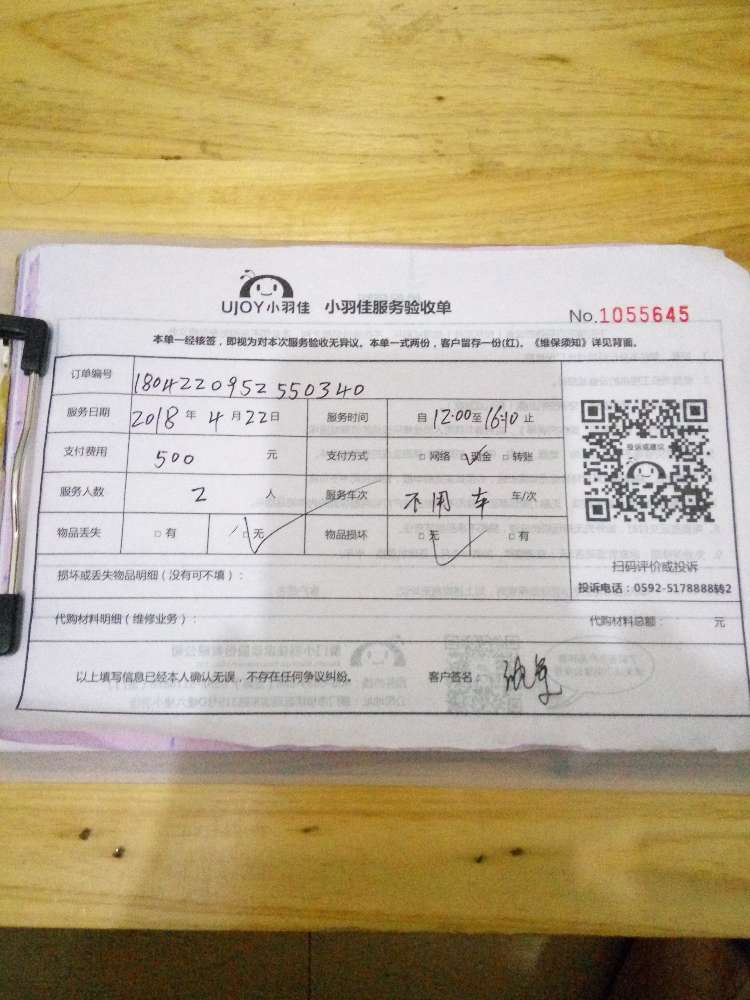 UJOY小羽佳 小羽佳服务验收单
No.1055645
本单一经核签，即视为对本次服务验收无异议。本单一式两份，客户留存一份(红)。《维保须知》详见背面。
订单编号 1804220952550340
服务日期 2018 年 4 月 22 日 服务时间 自 12:00 至 16:10 止
支付费用 500 元 支付方式 □ 网络 ☑ 现金 □ 转账
服务人数 2 人 服务车次 不用车 车/次
物品丢失 □ 有 ☑ 无 物品损坏 ☑ 无 □ 有
投诉或建议
扫码评价或投诉
投诉电话：0592-5178888转2
损坏或丢失物品明细（没有可不填）：
代购材料明细（维修业务）： 代购材料总额： 元
以上填写信息已经本人确认无误，不存在任何争议纠纷。 客户签名：